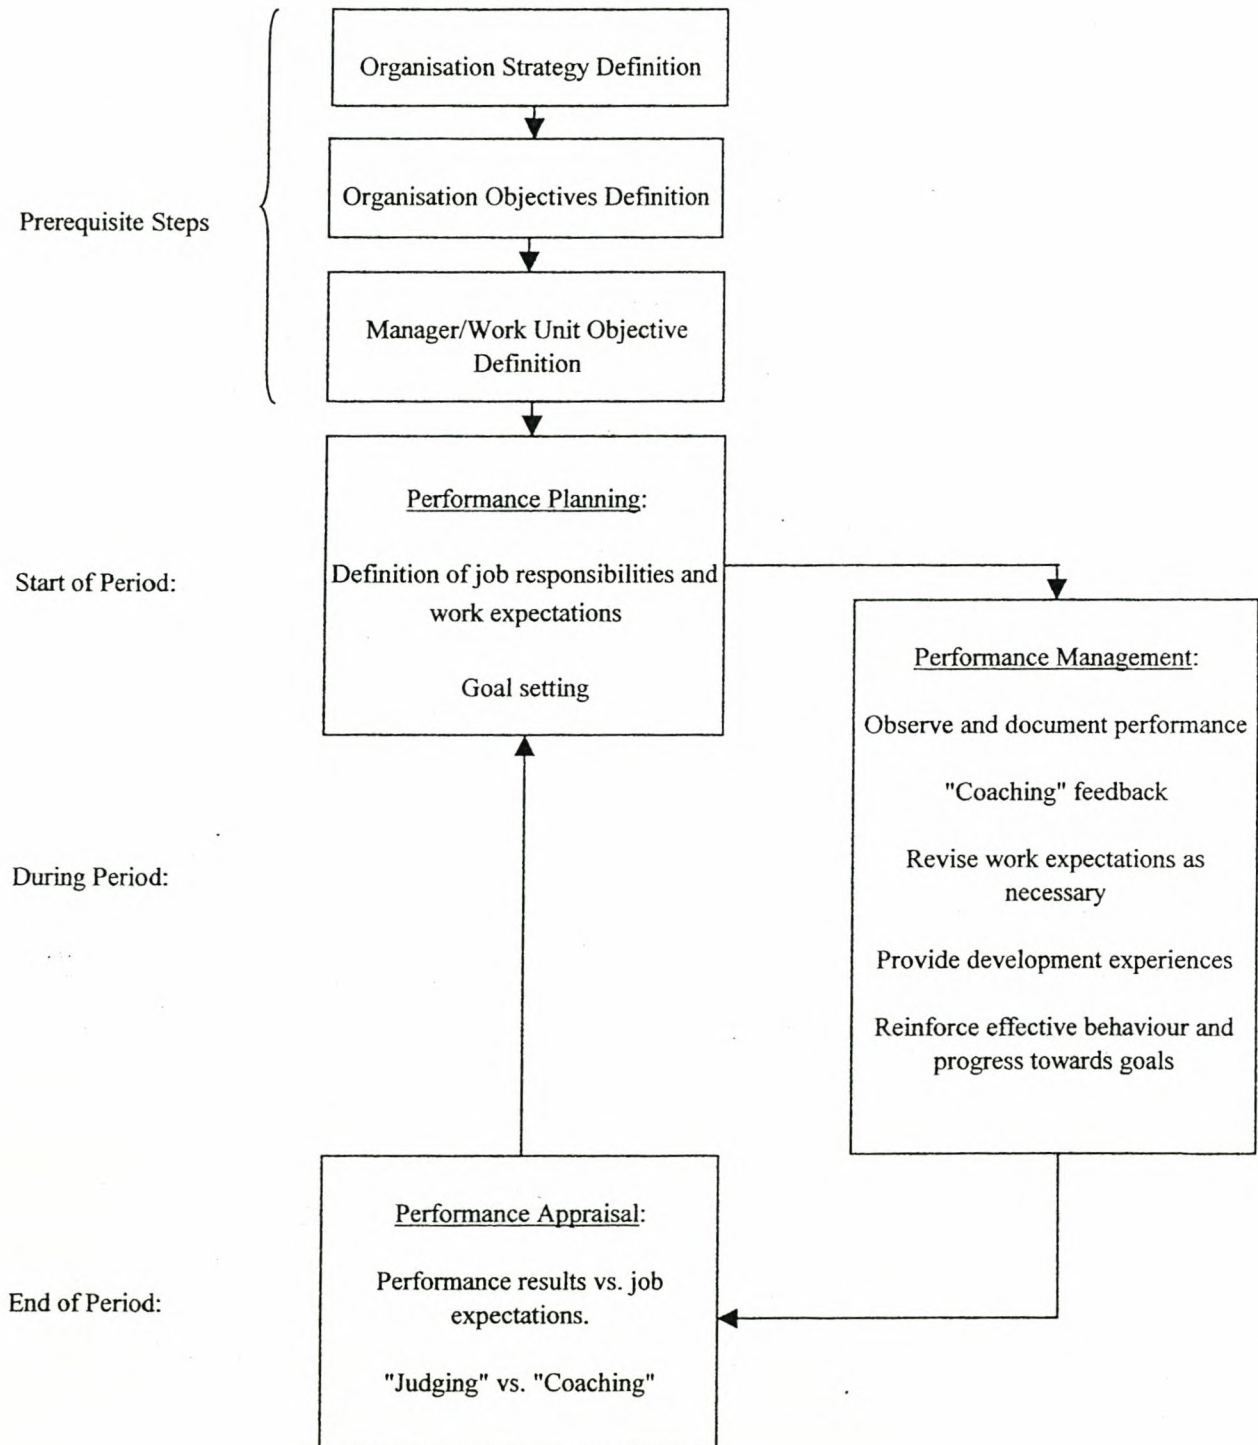 Organisation Strategy Definition
Organisation Objectives Definition
Prerequisite Steps
Manager/Work Unit Objective
Definition
Performance Planning:
Definition of job responsibilities and
work expectations
Goal setting
Start of Period:
Performance Management:
Observe and document performance
"Coaching" feedback
Revise work expectations as
necessary
Provide development experiences
Reinforce effective behaviour and
progress towards goals
During Period:
Performance Appraisal:
Performance results vs. job
expectations.
"Judging" vs. "Coaching"
End of Period: